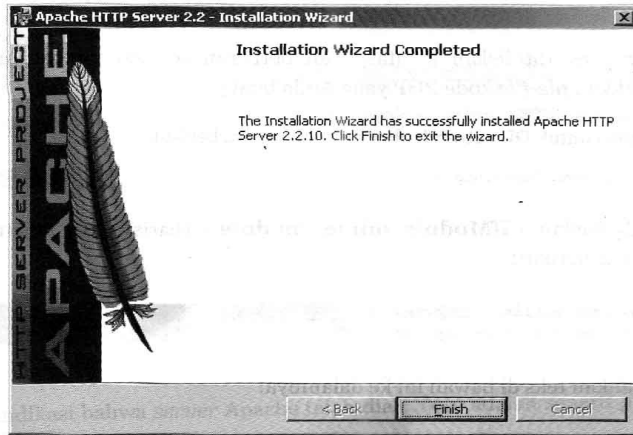 Apache HTTP Server 2.2 - Installation Wizard
HTTP SERVER PROJECT
APACHE
Installation Wizard Completed
The Installation Wizard has successfully installed Apache HTTP
Server 2.2.10. Click Finish to exit the wizard.
< Back
Finish
Cancel